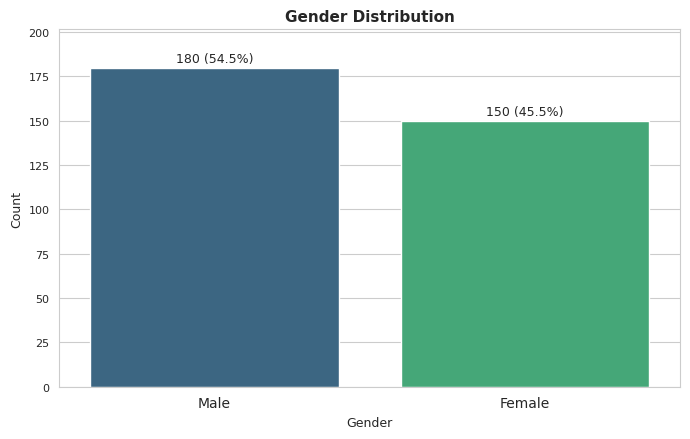 Gender Distribution
200
175
150
125
100
75
50
25
0
Count
180 (54.5%)
150 (45.5%)
Male
Female
Gender